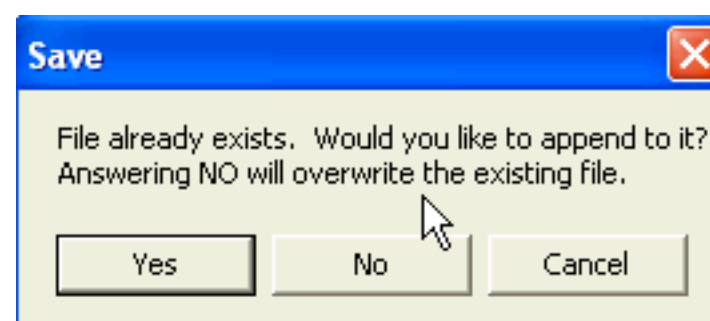 Save
File already exists.  Would you like to append to it?
Answering NO will overwrite the existing file.
Yes
No
Cancel